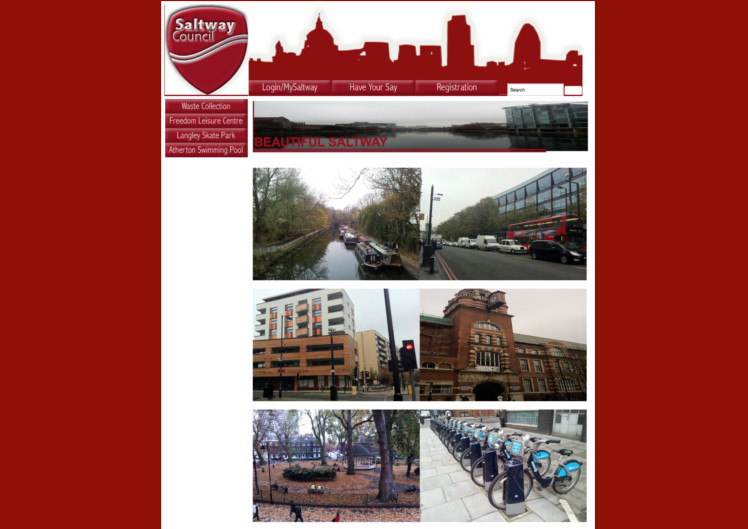 Saltway
Council
Login/MySaltway
Have Your Say
Registration
Search
Waste Collection
Freedom Leisure Centre
Langley Skate Park
Atherton Swimming Pool
BEAUTIFUL SALTWAY